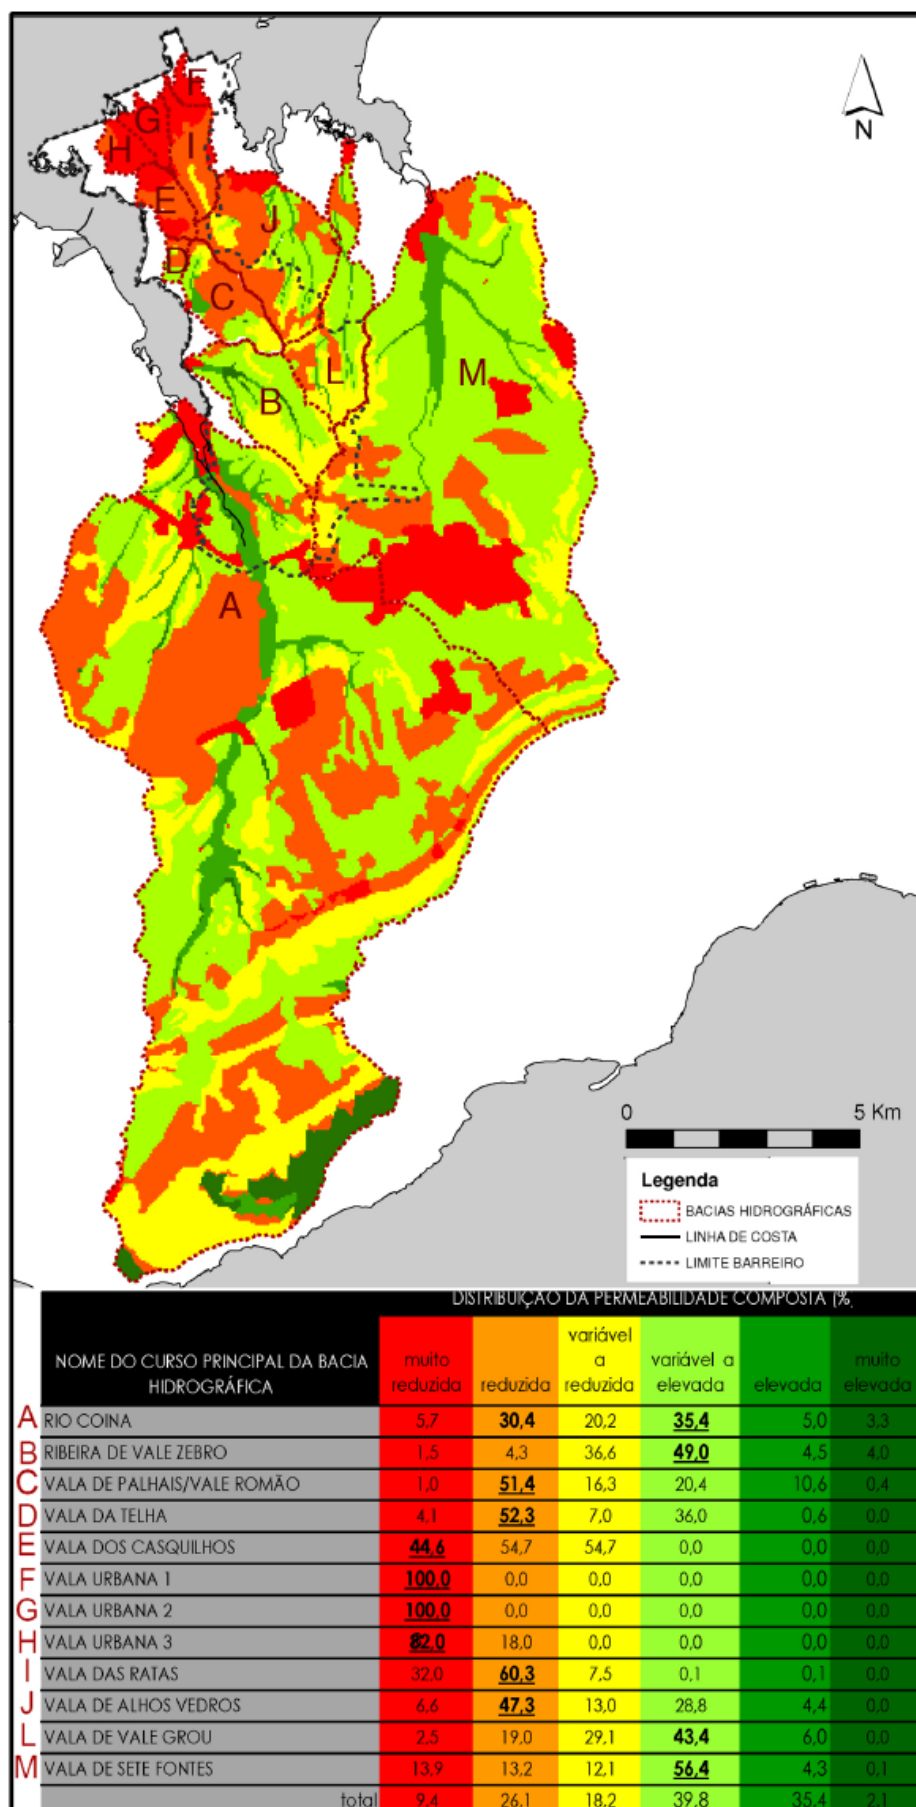 F
G
H
I
E
J
D
C
L
M
B
A
N
0 5 Km
Legenda
BACIAS HIDROGRÁFICAS
LINHA DE COSTA
LIMITE BARREIRO
DISTRIBUIÇÃO DA PERMEABILIDADE COMPOSTA (%
NOME DO CURSO PRINCIPAL DA BACIA HIDROGRÁFICA muito reduzida reduzida variável a reduzida variável a elevada elevada muito elevada
A RIO COINA 5,7 30,4 20,2 35,4 5,0 3,3
B RIBEIRA DE VALE ZEBRO 1,5 4,3 36,6 49,0 4,5 4,0
C VALA DE PALHAIS/VALE ROMÃO 1,0 51,4 16,3 20,4 10,6 0,4
D VALA DA TELHA 4,1 52,3 7,0 36,0 0,6 0,0
E VALA DOS CASQUILHOS 44,6 54,7 54,7 0,0 0,0 0,0
F VALA URBANA 1 100,0 0,0 0,0 0,0 0,0 0,0
G VALA URBANA 2 100,0 0,0 0,0 0,0 0,0 0,0
H VALA URBANA 3 82,0 18,0 0,0 0,0 0,0 0,0
I VALA DAS RATAS 32,0 60,3 7,5 0,1 0,1 0,0
J VALA DE ALHOS VEDROS 6,6 47,3 13,0 28,8 4,4 0,0
L VALA DE VALE GROU 2,5 19,0 29,1 43,4 6,0 0,0
M VALA DE SETE FONTES 13,9 13,2 12,1 56,4 4,3 0,1
total 9,4 26,1 18,2 39,8 35,4 2,1